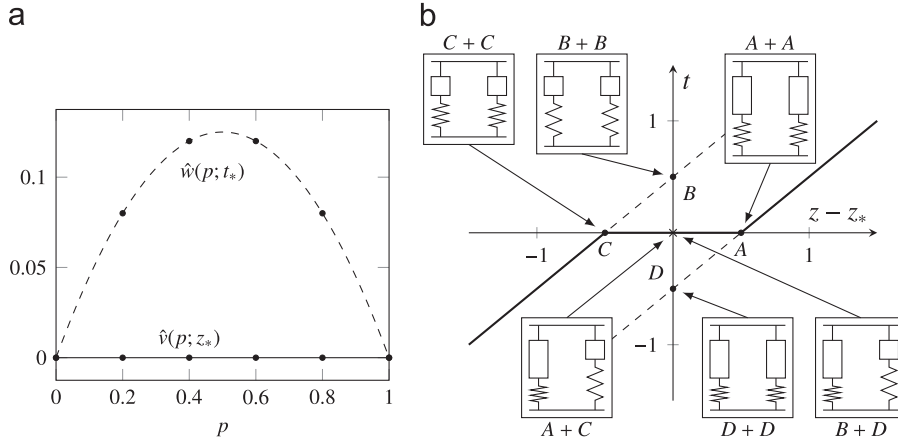 a
0.1
0.05
0
ŵ(p; t*)
v̂(p; z*)
0 0.2 0.4 0.6 0.8 1
p
b
C + C
B + B
A + A
t
1
B
z − z*
−1
C
A
1
D
−1
A + C
D + D
B + D